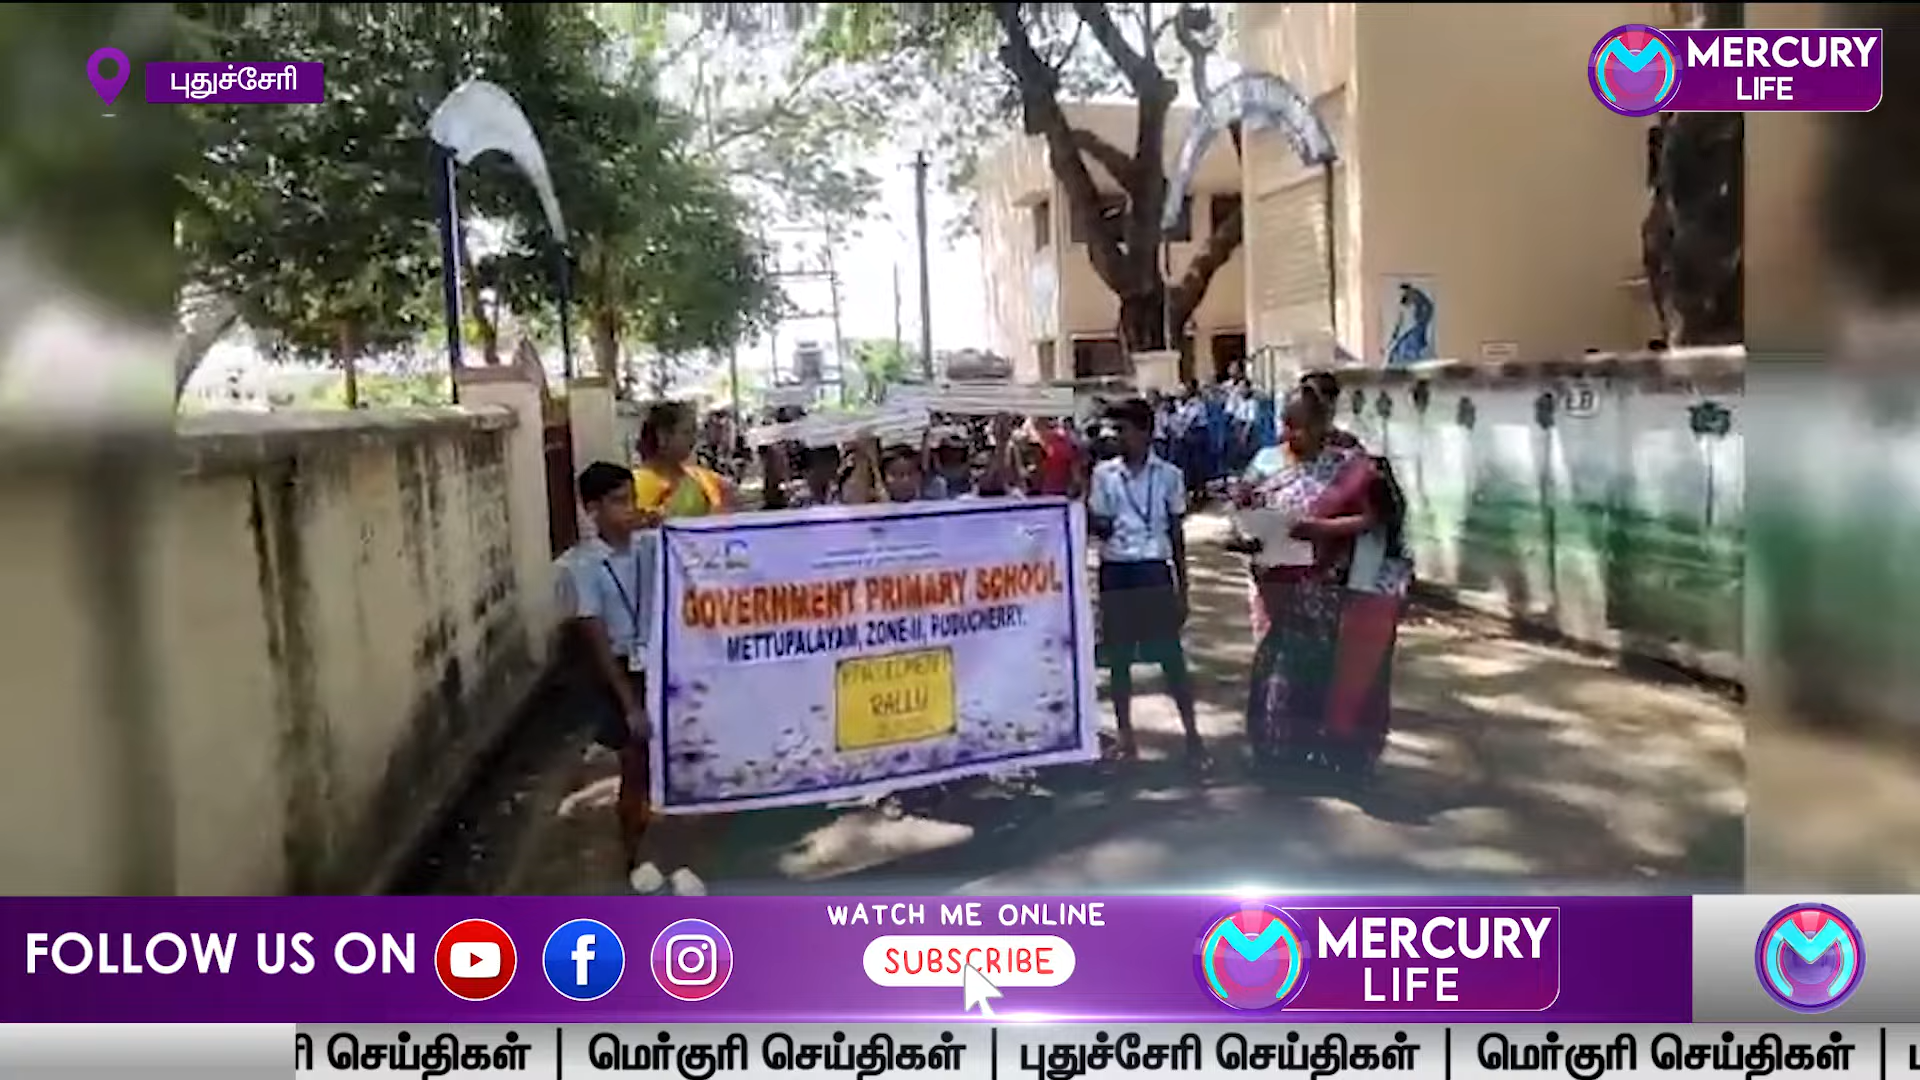 புதுச்சேரி
MERCURY
LIFE
GOVERNMENT PRIMARY SCHOOL
METTUPALAYAM, ZONE-II, PUDUCHERRY.
RALLY
FOLLOW US ON
WATCH ME ONLINE
SUBSCRIBE
MERCURY
LIFE
ரி செய்திகள் | மெர்குரி செய்திகள் | புதுச்சேரி செய்திகள் | மெர்குரி செய்திகள் |